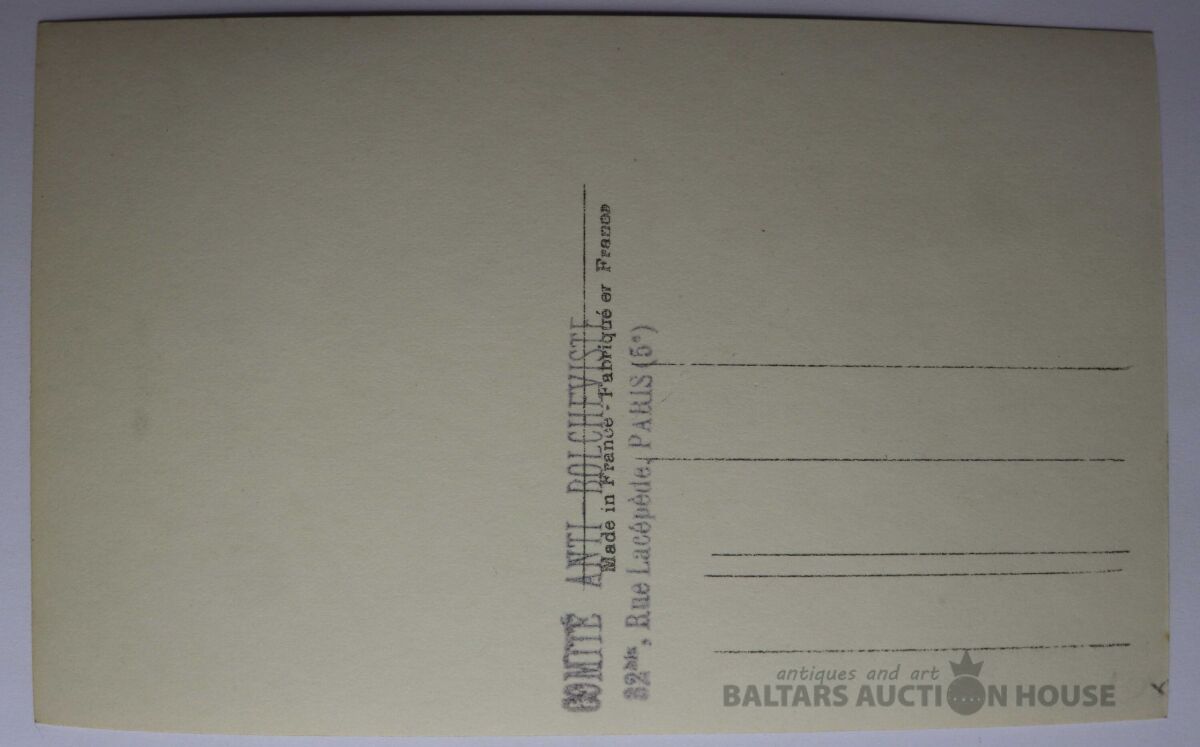 COMITÉ ANTI-BOLCHEVISTE
Made in France - Fabriqué en France
32bis, Rue Lacépède, PARIS (5e)
antiques and art
BALTARS AUCTION HOUSE